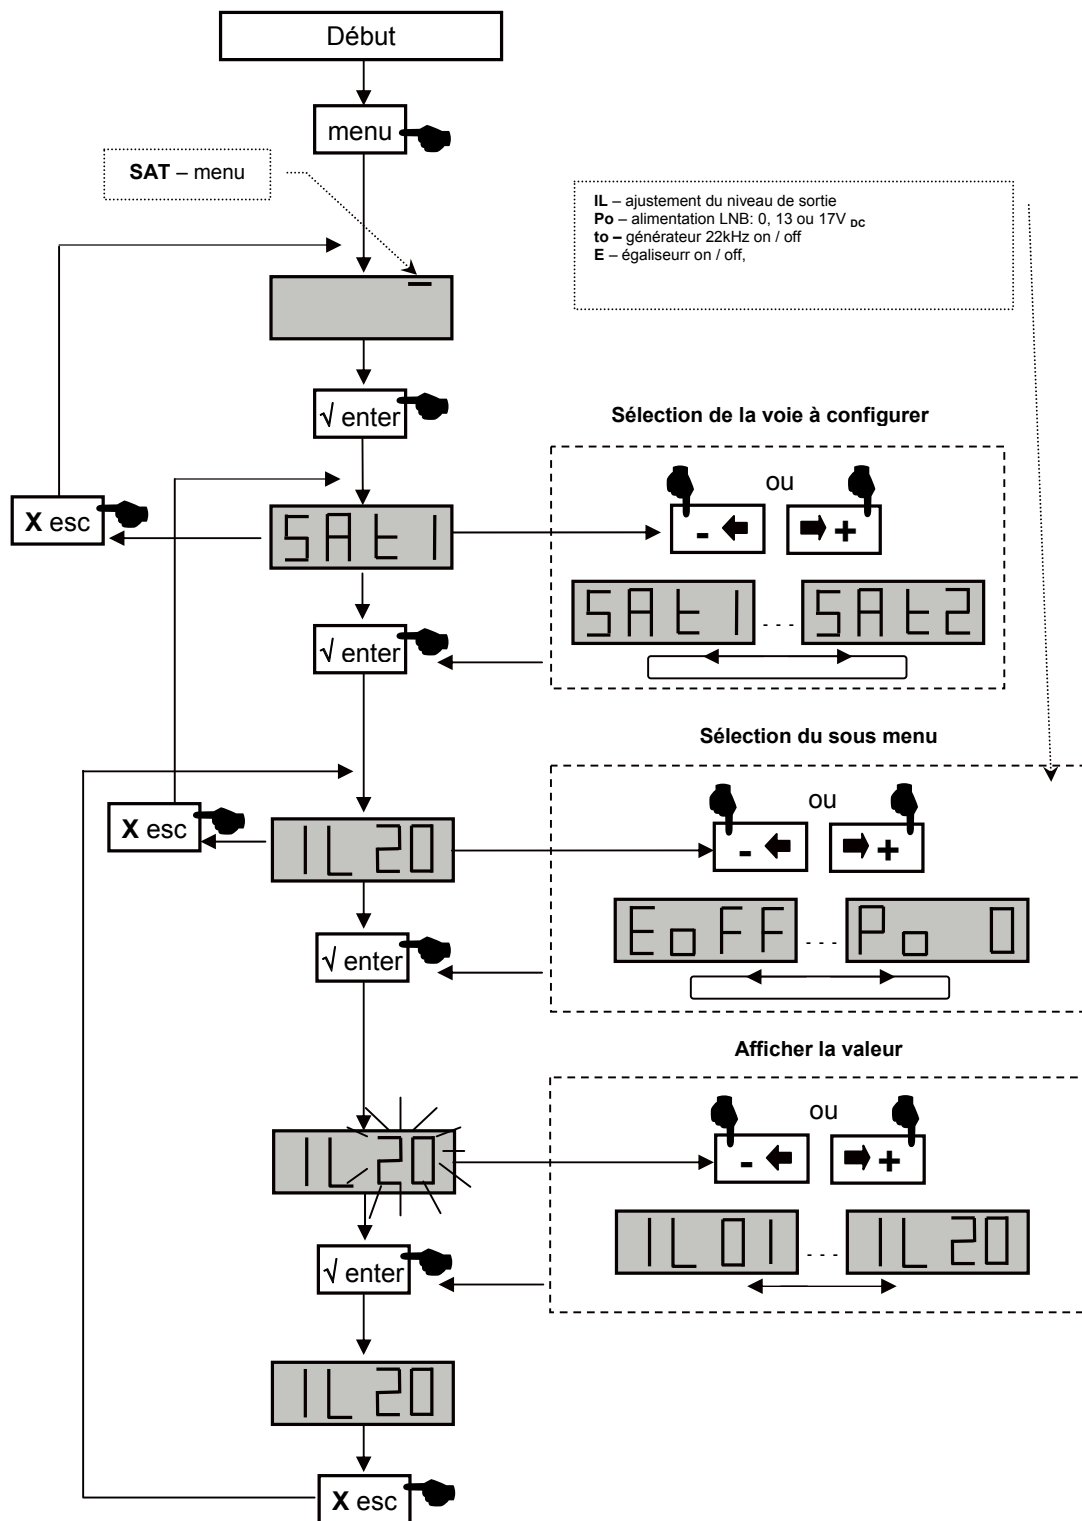 Début
menu
SAT – menu
IL – ajustement du niveau de sortie
Po – alimentation LNB: 0, 13 ou 17V DC
to – générateur 22kHz on / off
E – égaliseurr on / off,
√ enter
Sélection de la voie à configurer
- ou +
X esc
SAt1
SAt1 - - - SAt2
√ enter
Sélection du sous menu
- ou +
X esc
IL 20
EoFF - - - Po 0
√ enter
Afficher la valeur
- ou +
IL 20
IL 01 - - - IL 20
√ enter
IL 20
X esc